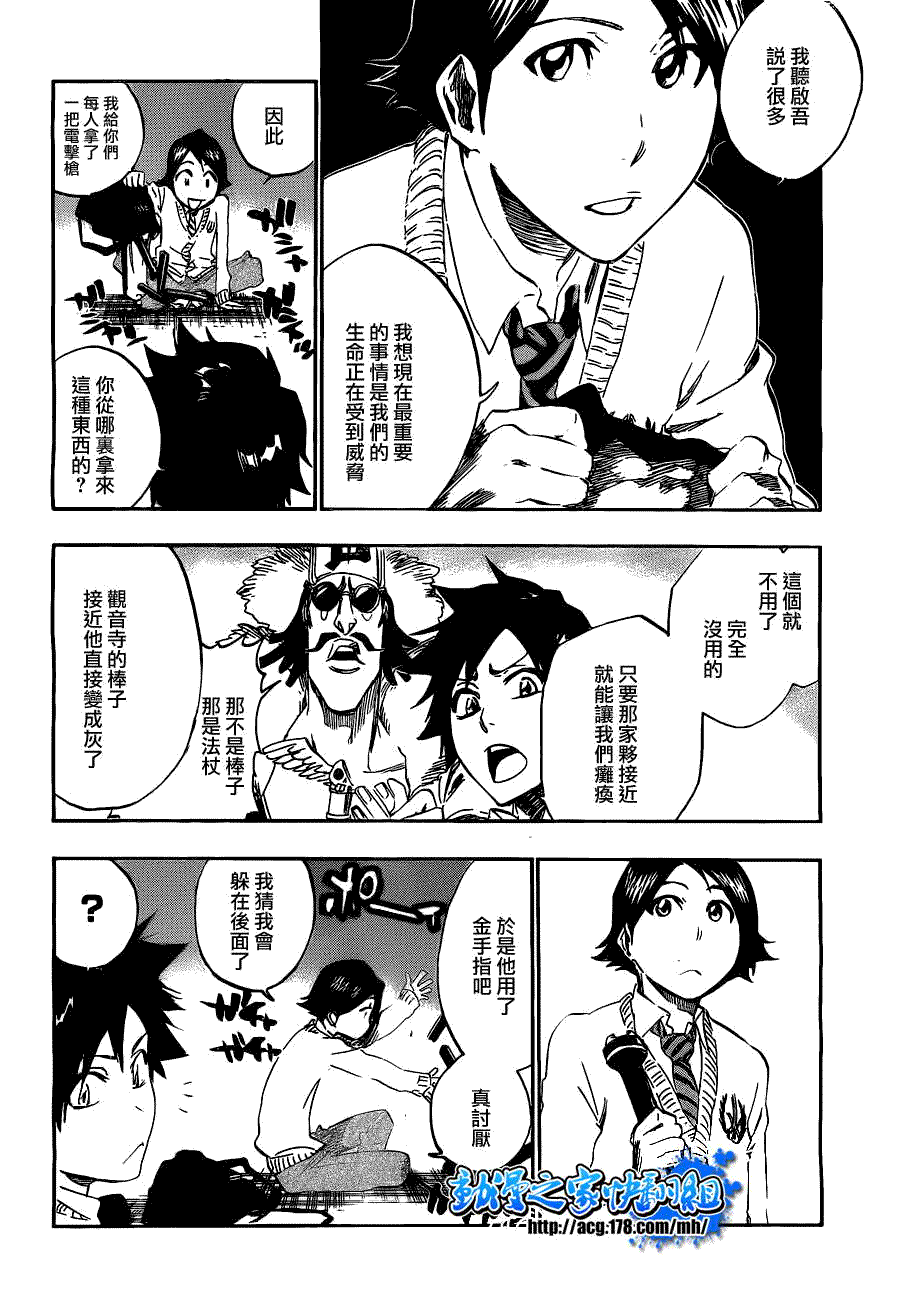 我聽啟吾
説了很多
我想現在最重要
的事情是我們的
生命正在受到威脅
因此
我給你們
每人拿了
一把電擊槍
你從哪裏拿來
這種東西的?
這個就
不用了
完全
沒用的
只要那家夥接近
就能讓我們癱瘓
那不是棒子
那是法杖
觀音寺的棒子
接近他直接變成灰了
於是他用了
金手指吧
真討厭
ポーイ
我猜我會
躲在後面了
?
動漫之家快翻組
http://acg.178.com/mh/